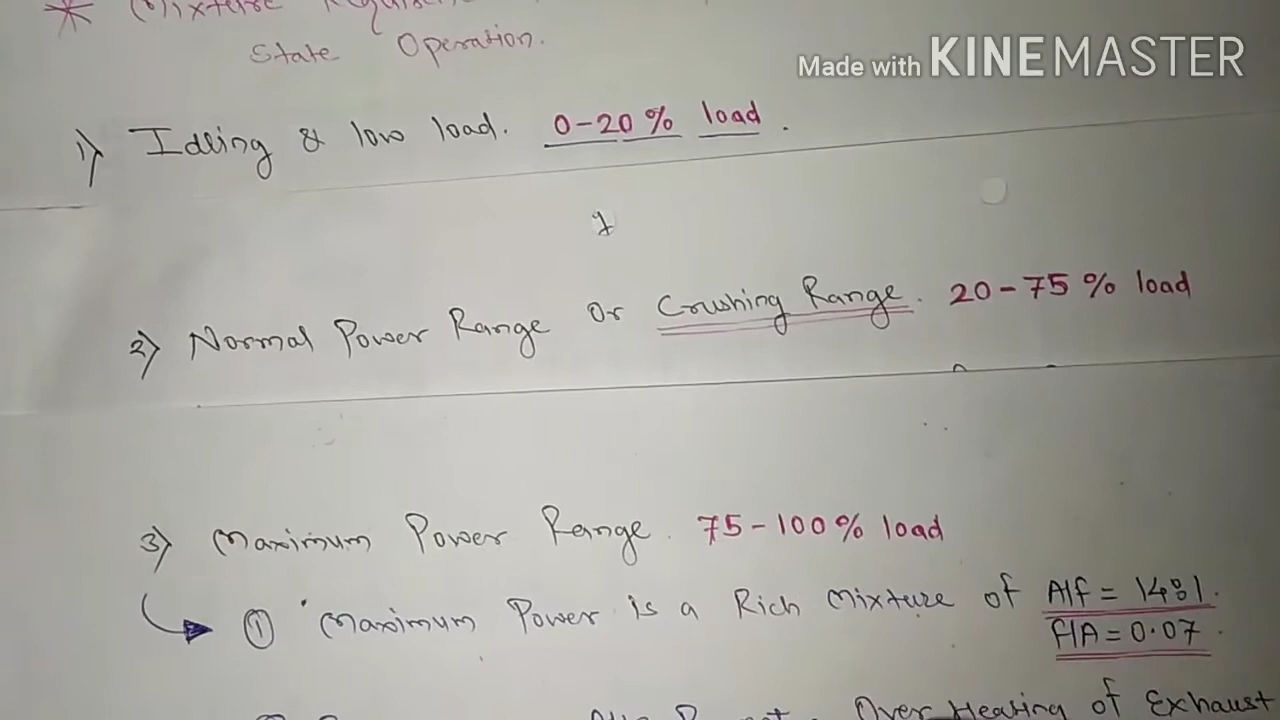 * Mixture
State Operation.
Made with KINEMASTER
1) Idling & low load. 0-20% load.
2) Normal Power Range Or Crushing Range. 20-75% load
3) Maximum Power Range. 75-100% load
① Maximum Power is a Rich Mixture of A/f = 14:1.
f/A = 0.07.
Over Heating of Exhaust